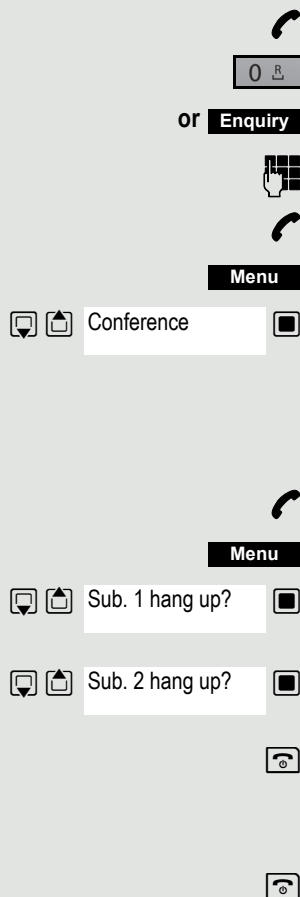 0 R
or Enquiry
Menu
Conference
Menu
Sub. 1 hang up?
Sub. 2 hang up?